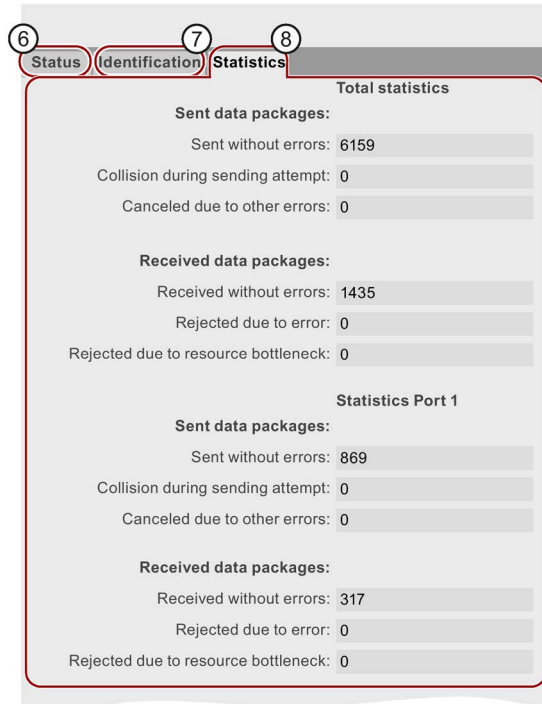 6 7 8
Status Identification Statistics
Total statistics
Sent data packages:
Sent without errors: 6159
Collision during sending attempt: 0
Canceled due to other errors: 0
Received data packages:
Received without errors: 1435
Rejected due to error: 0
Rejected due to resource bottleneck: 0
Statistics Port 1
Sent data packages:
Sent without errors: 869
Collision during sending attempt: 0
Canceled due to other errors: 0
Received data packages:
Received without errors: 317
Rejected due to error: 0
Rejected due to resource bottleneck: 0